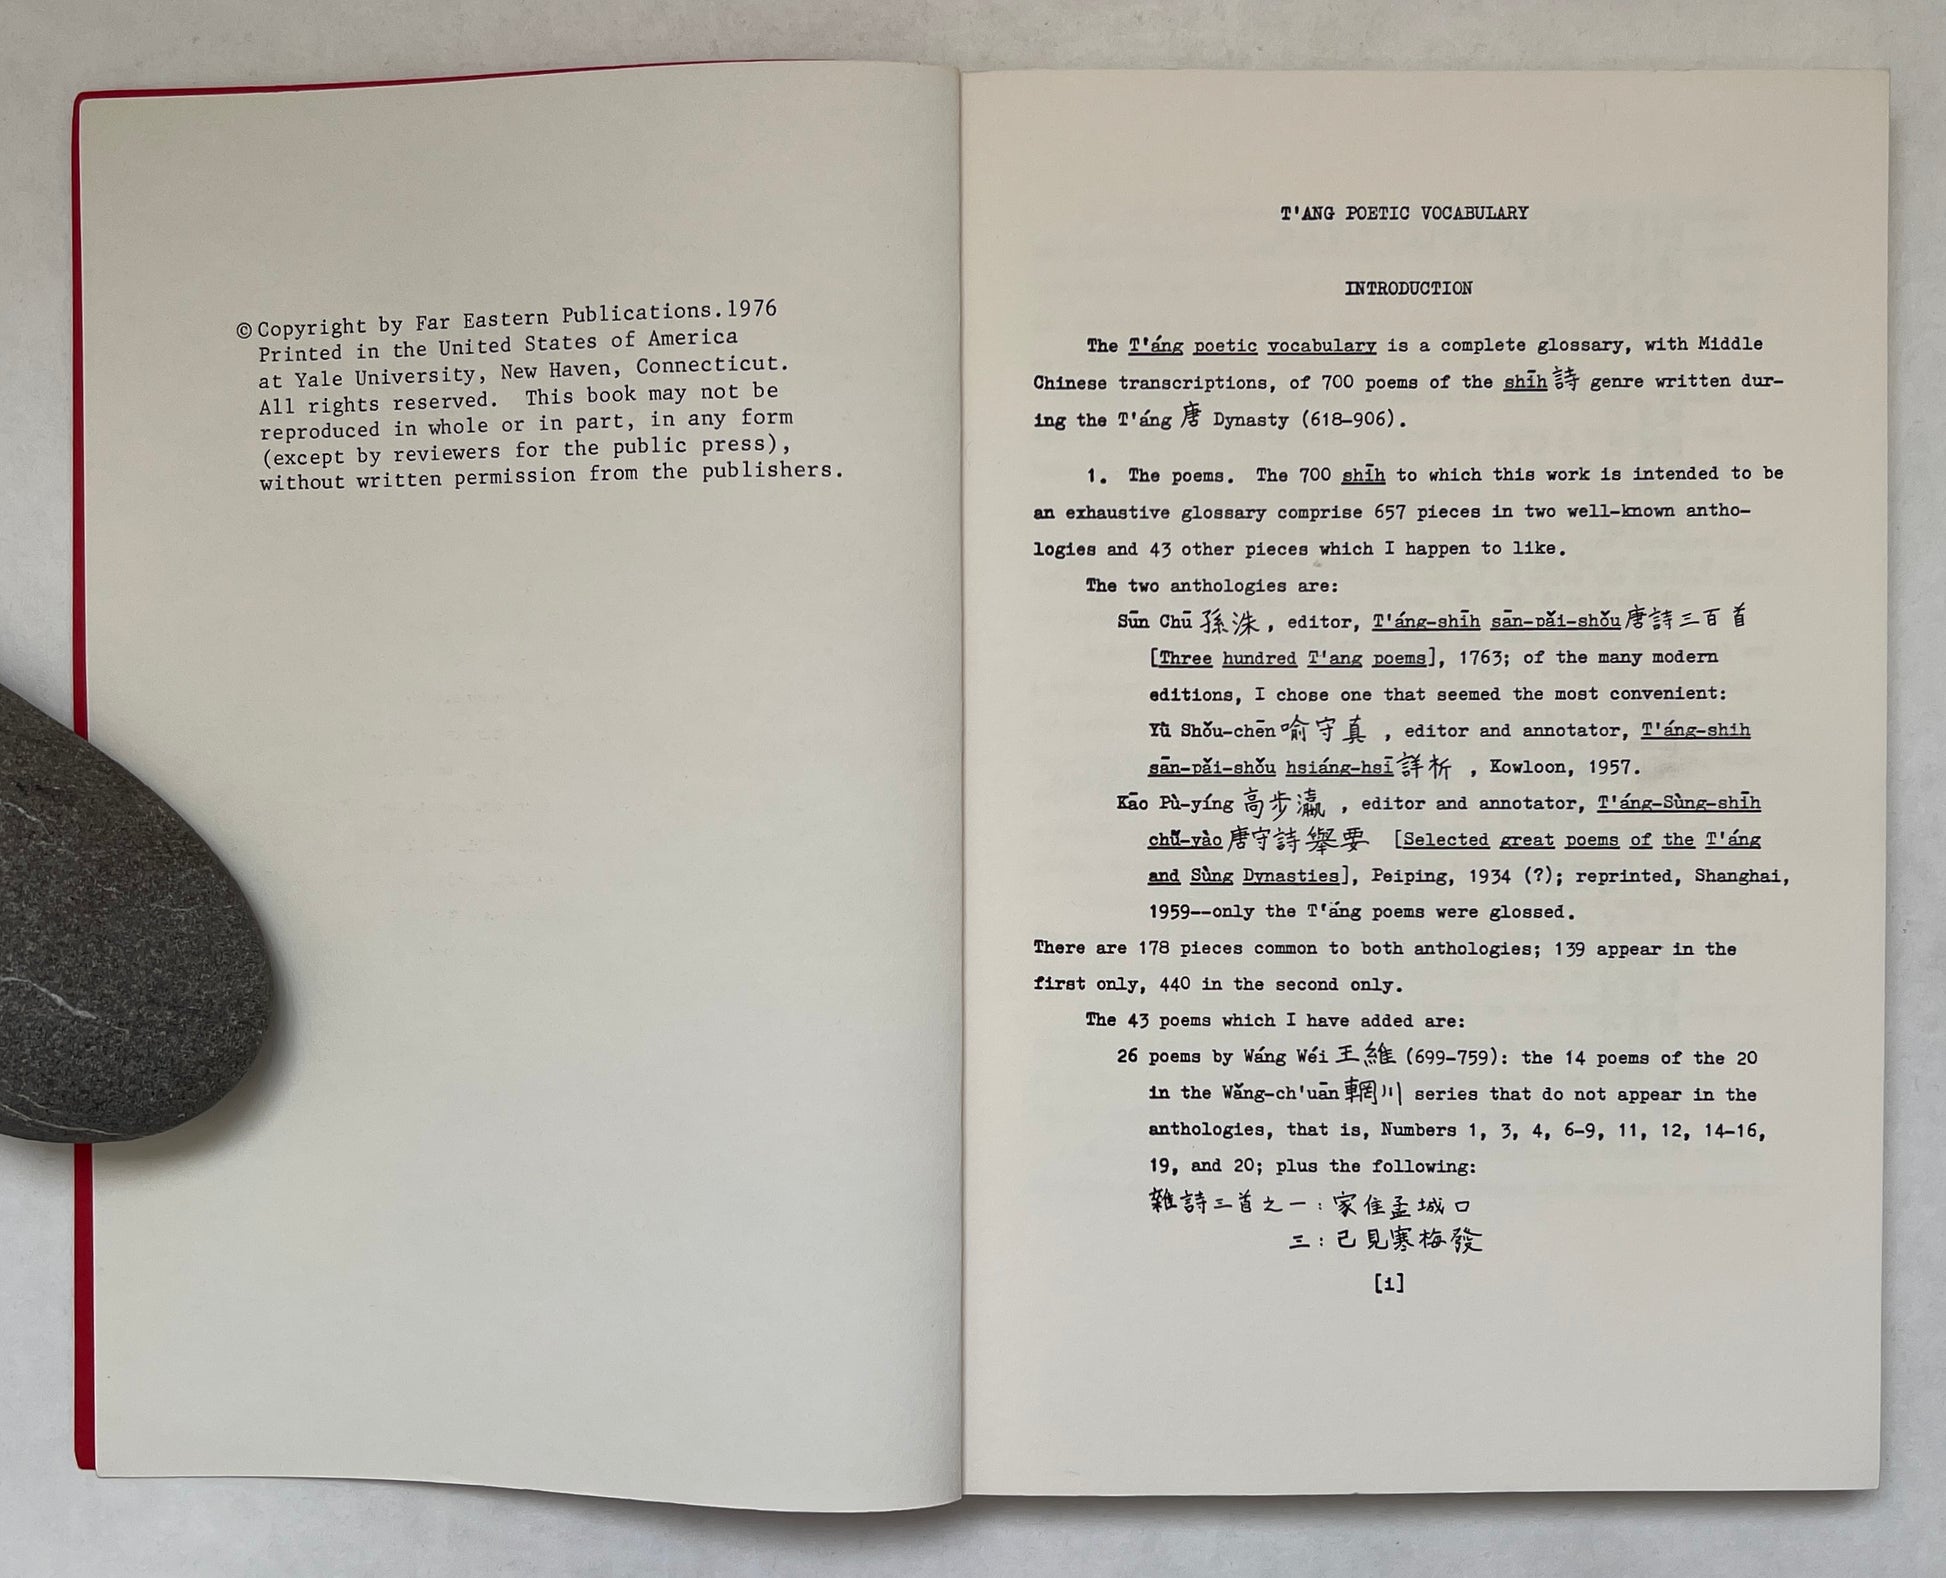 ©Copyright by Far Eastern Publications.1976
Printed in the United States of America
at Yale University, New Haven, Connecticut.
All rights reserved. This book may not be
reproduced in whole or in part, in any form
(except by reviewers for the public press),
without written permission from the publishers.
T'ANG POETIC VOCABULARY
INTRODUCTION
The T'áng poetic vocabulary is a complete glossary, with Middle
Chinese transcriptions, of 700 poems of the shīh 詩 genre written dur-
ing the T'áng 唐 Dynasty (618-906).
1. The poems. The 700 shīh to which this work is intended to be
an exhaustive glossary comprise 657 pieces in two well-known antho-
logies and 43 other pieces which I happen to like.
The two anthologies are:
Sūn Chū 孫洙, editor, T'áng-shīh sān-pǎi-shǒu 唐詩三百首
[Three hundred T'ang poems], 1763; of the many modern
editions, I chose one that seemed the most convenient:
Yǜ Shǒu-chēn 喻守真, editor and annotator, T'áng-shih
sān-pǎi-shǒu hsiáng-hsī 詳析, Kowloon, 1957.
Kāo Pù-yíng 高步瀛, editor and annotator, T'áng-Sùng-shīh
chǚ-yào 唐守詩舉要 [Selected great poems of the T'áng
and Sùng Dynasties], Peiping, 1934 (?); reprinted, Shanghai,
1959--only the T'áng poems were glossed.
There are 178 pieces common to both anthologies; 139 appear in the
first only, 440 in the second only.
The 43 poems which I have added are:
26 poems by Wáng Wéi 王維 (699-759): the 14 poems of the 20
in the Wǎng-ch'uān 輞川 series that do not appear in the
anthologies, that is, Numbers 1, 3, 4, 6-9, 11, 12, 14-16,
19, and 20; plus the following:
雜詩三首之一：家住孟城口
三：已見寒梅發
[i]